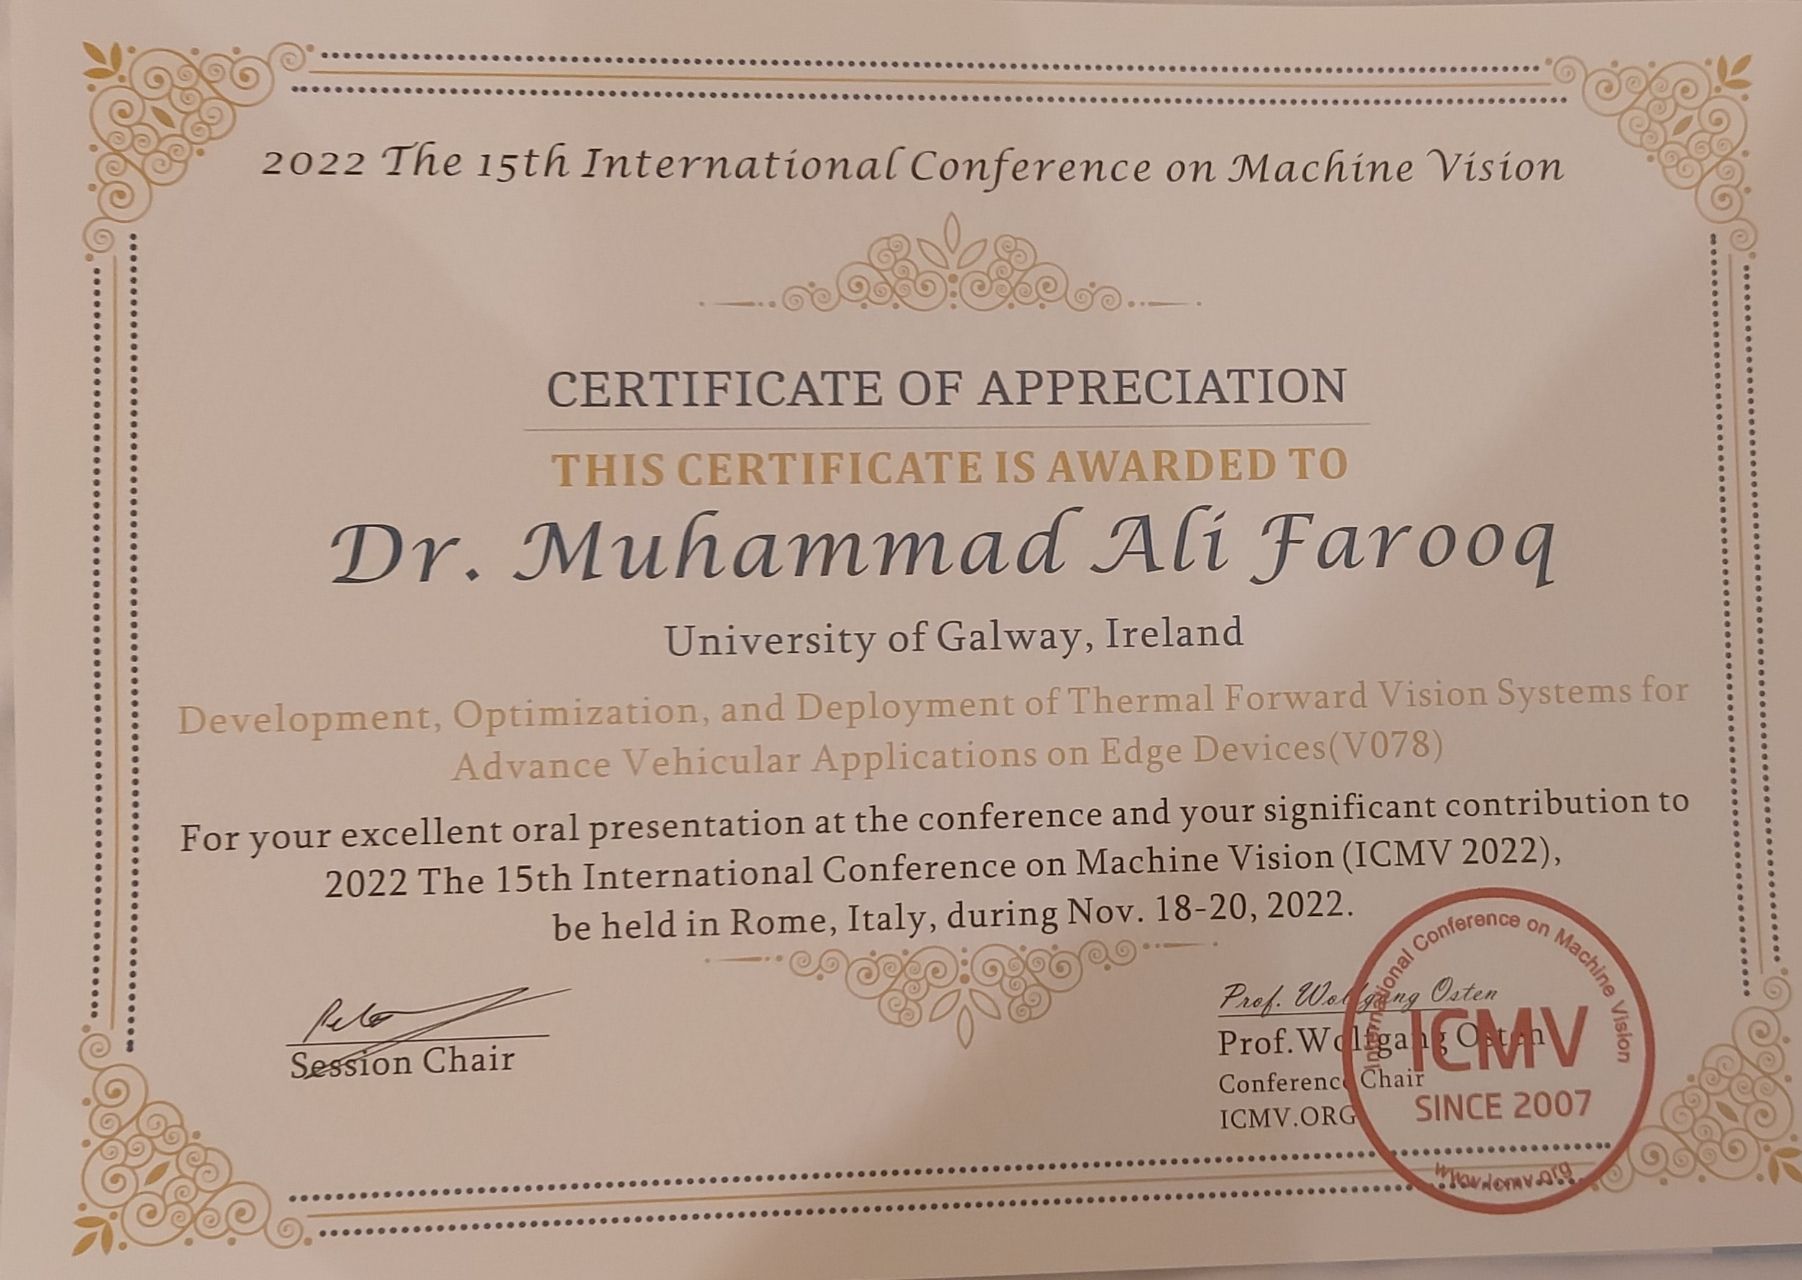 2022 The 15th International Conference on Machine Vision
CERTIFICATE OF APPRECIATION
THIS CERTIFICATE IS AWARDED TO
Dr. Muhammad Ali Farooq
University of Galway, Ireland
Development, Optimization, and Deployment of Thermal Forward Vision Systems for
Advance Vehicular Applications on Edge Devices(V078)
For your excellent oral presentation at the conference and your significant contribution to
2022 The 15th International Conference on Machine Vision (ICMV 2022),
be held in Rome, Italy, during Nov. 18-20, 2022.
Session Chair
Prof. Wolfgang Osten
Prof.Wolfgang Osten
Conference Chair
ICMV.ORG
International Conference on Machine Vision
ICMV
SINCE 2007
www.icmv.org